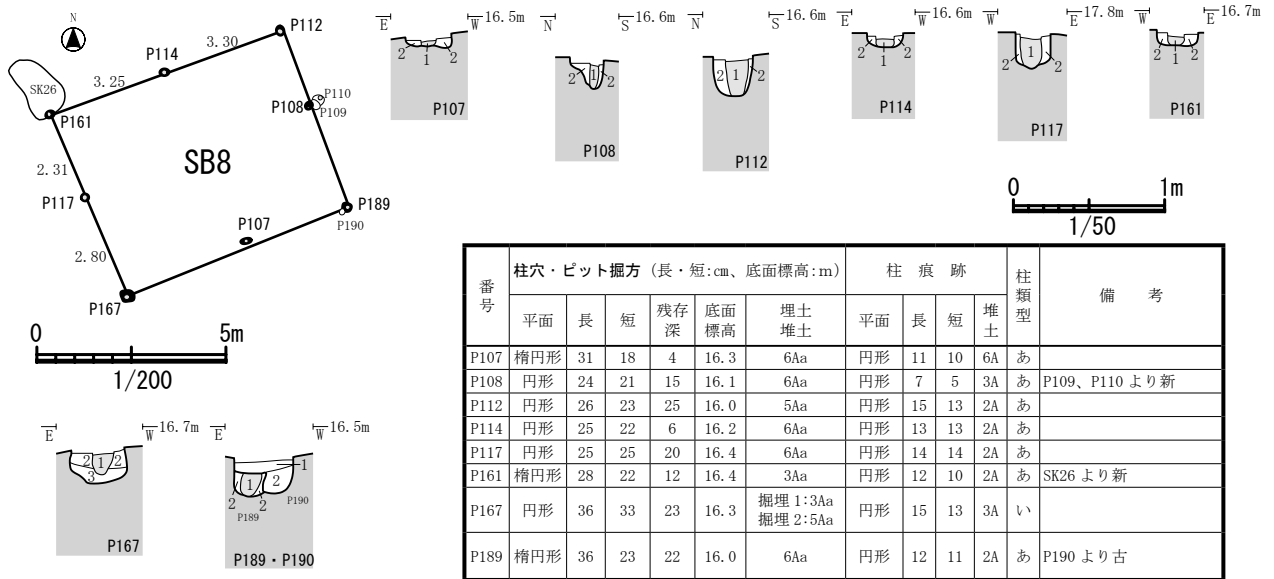 N
P112
3.30
P114
3.25
SK26
P161
P108
P110
P109
2.31
SB8
P117
P189
P190
P107
2.80
P167
0 5m
1/200
E W 16.5m
2 1 2
P107
N S 16.6m
2 1 2
P108
N S 16.6m
2 1 2
P112
E W 16.6m
2 1 2
P114
W E 17.8m
2 1 2
P117
W E 16.7m
2 1 2
P161
0 1m
1/50
E W 16.7m
2 1 2
3
P167
E W 16.5m
1
1 2
2 2 P190
P189
P189・P190
番号 柱穴・ピット掘方(長・短:㎝、底面標高:m) 柱痕跡 柱類型 備考
平面 長 短 残存深 底面標高 埋土堆土 平面 長 短 堆土
P107 楕円形 31 18 4 16.3 6Aa 円形 11 10 6A あ
P108 円形 24 21 15 16.1 6Aa 円形 7 5 3A あ P109、P110 より新
P112 円形 26 23 25 16.0 5Aa 円形 15 13 2A あ
P114 円形 25 22 6 16.2 6Aa 円形 13 13 2A あ
P117 円形 25 25 20 16.4 6Aa 円形 14 14 2A あ
P161 楕円形 28 22 12 16.4 3Aa 円形 12 10 2A あ SK26 より新
P167 円形 36 33 23 16.3 掘埋 1:3Aa 掘埋 2:5Aa 円形 15 13 3A い
P189 楕円形 36 23 22 16.0 6Aa 円形 12 11 2A あ P190 より古